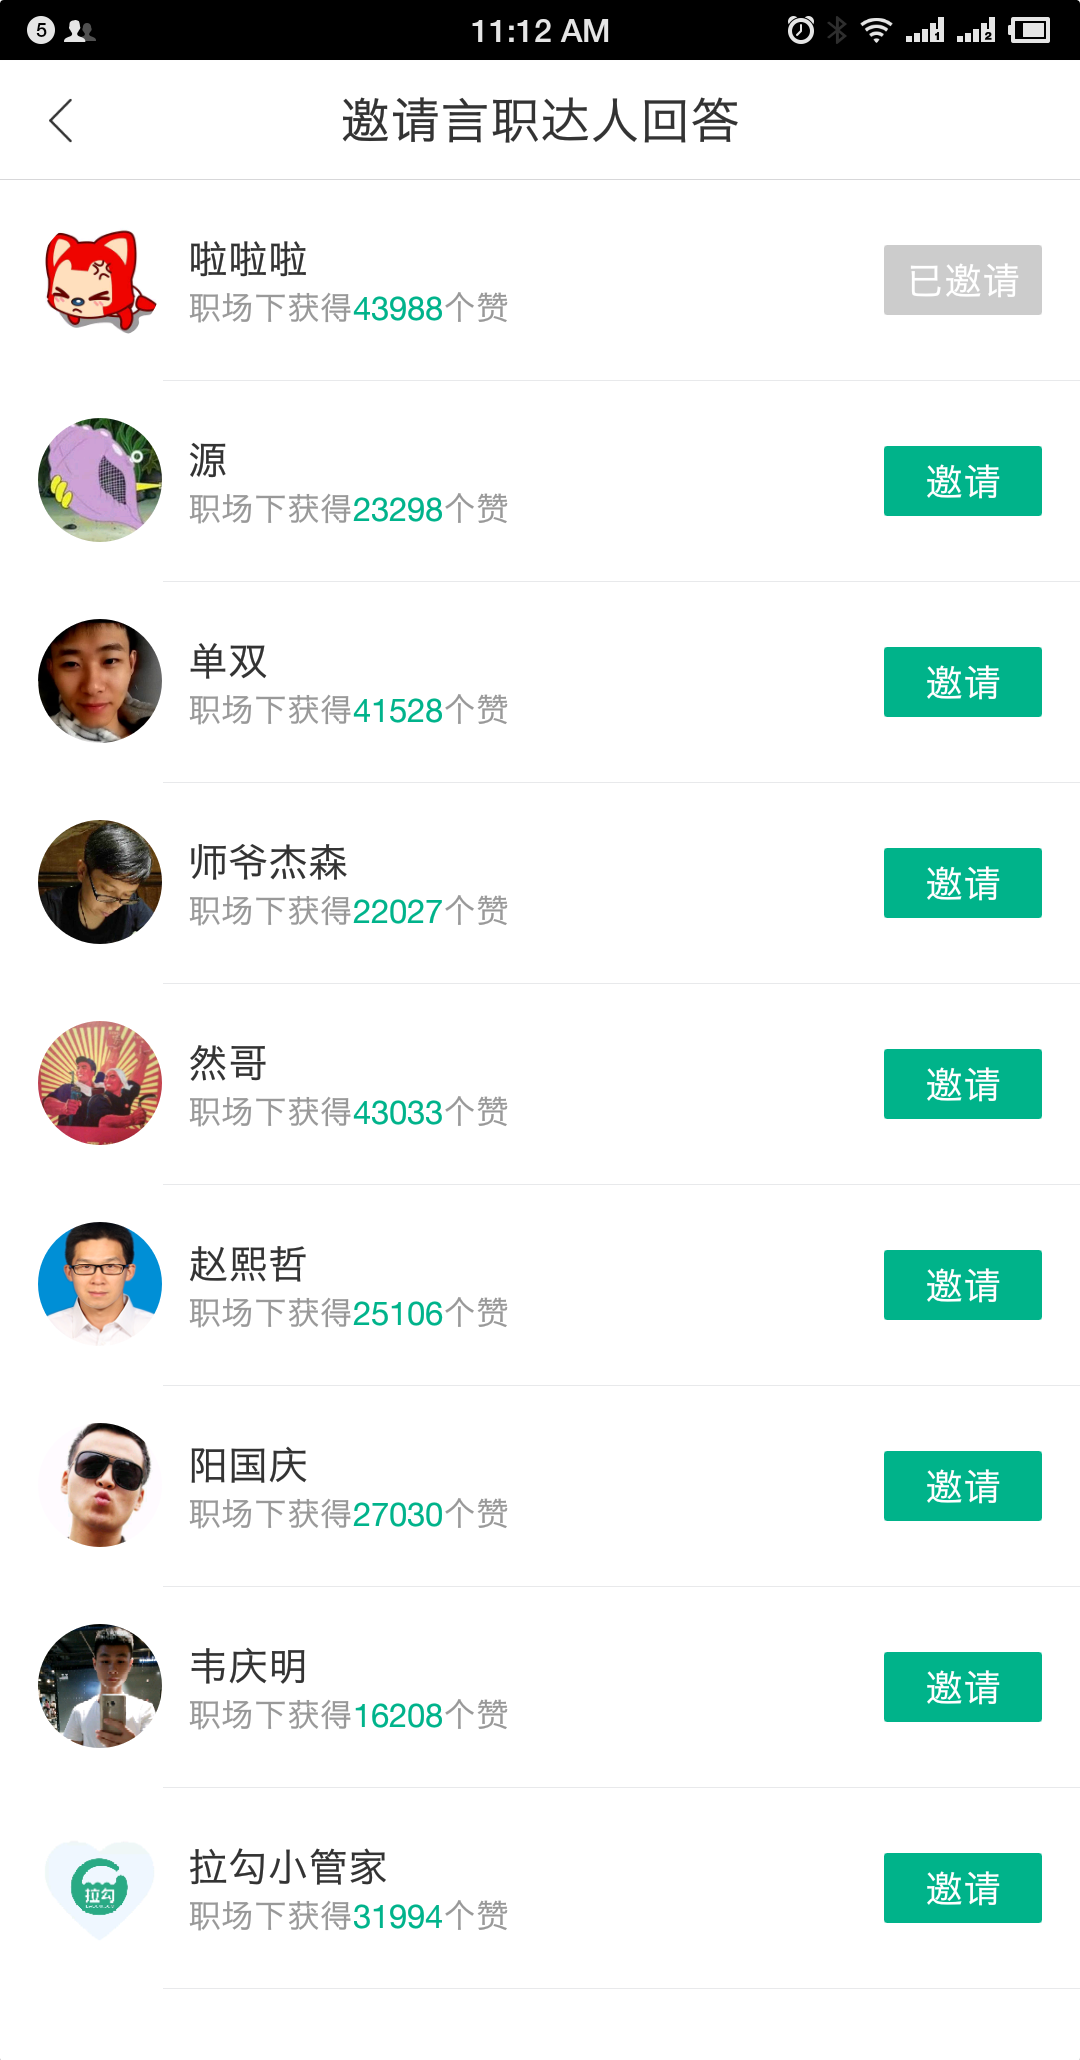 5
11:12 AM
1
2
邀请言职达人回答
啦啦啦
职场下获得43988个赞
已邀请
源
职场下获得23298个赞
邀请
单双
职场下获得41528个赞
邀请
师爷杰森
职场下获得22027个赞
邀请
然哥
职场下获得43033个赞
邀请
赵熙哲
职场下获得25106个赞
邀请
阳国庆
职场下获得27030个赞
邀请
韦庆明
职场下获得16208个赞
邀请
拉勾
拉勾小管家
职场下获得31994个赞
邀请